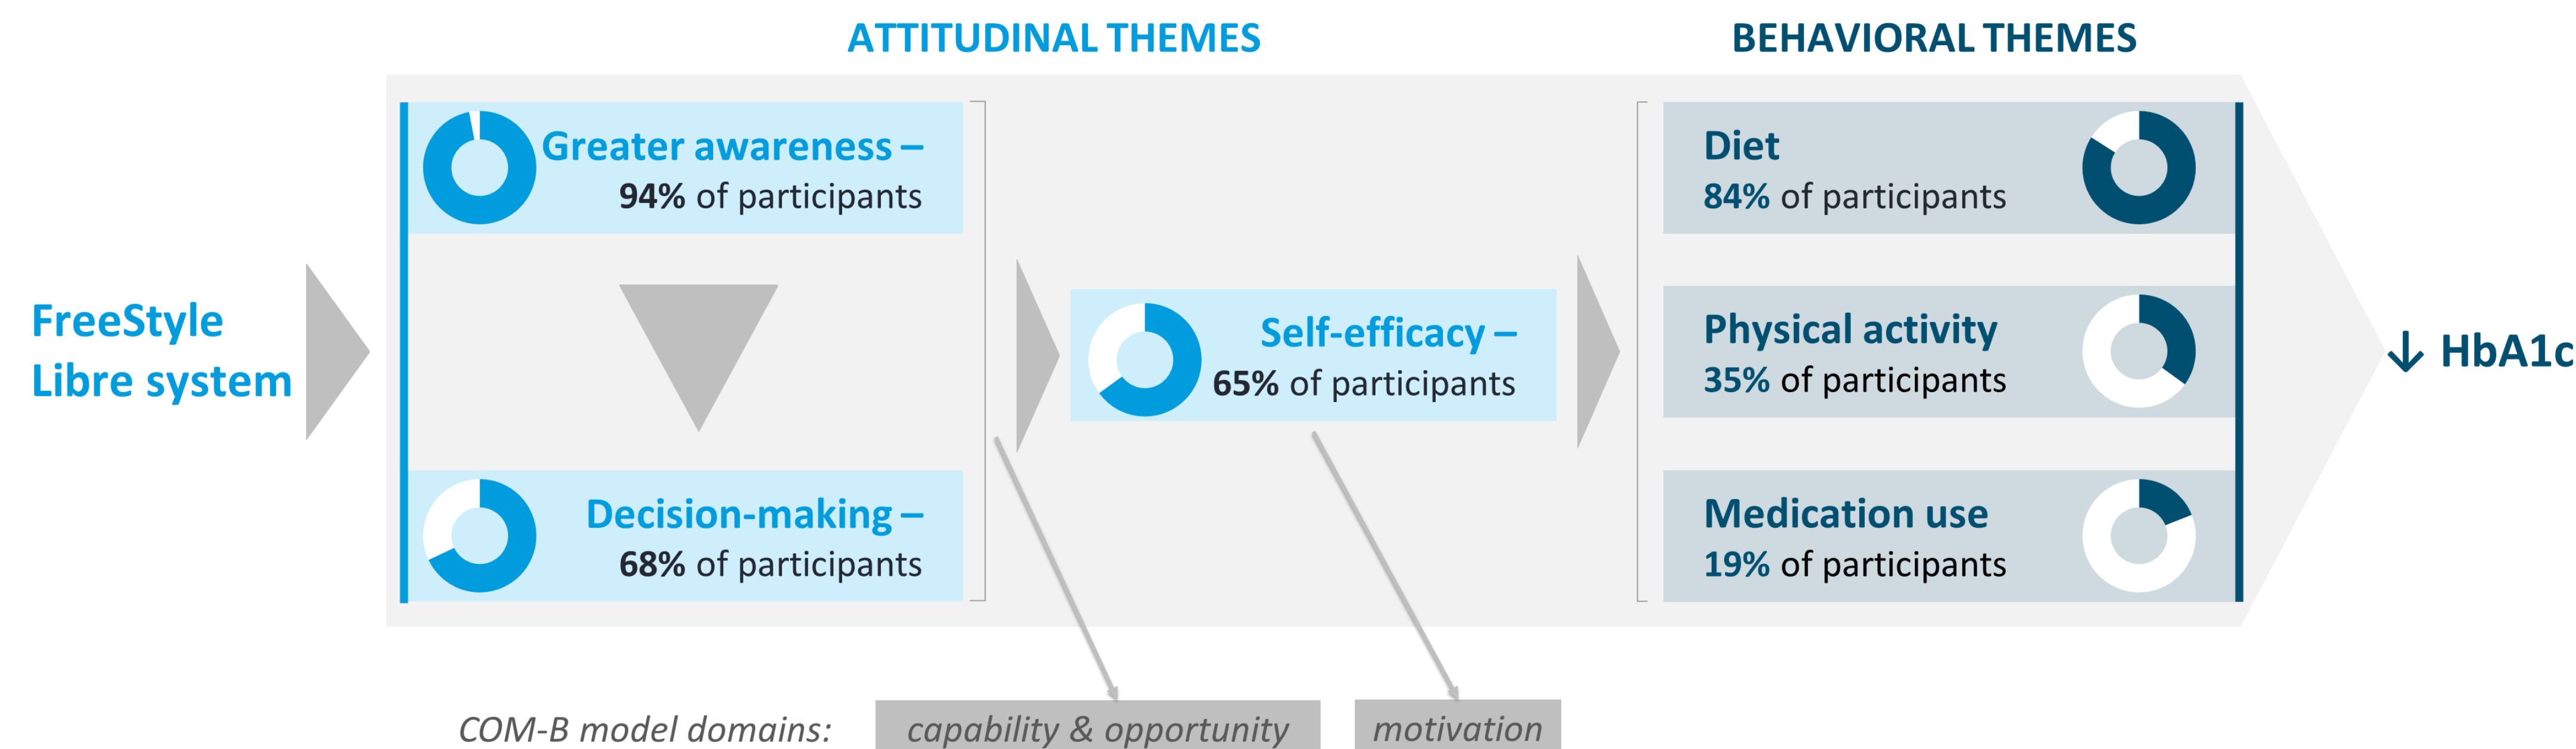 ATTITUDINAL THEMES
BEHAVIORAL THEMES
FreeStyle
Libre system
Greater awareness –
94% of participants
Decision-making –
68% of participants
Self-efficacy –
65% of participants
Diet
84% of participants
Physical activity
35% of participants
Medication use
19% of participants
↓ HbA1c
COM-B model domains:
capability & opportunity
motivation